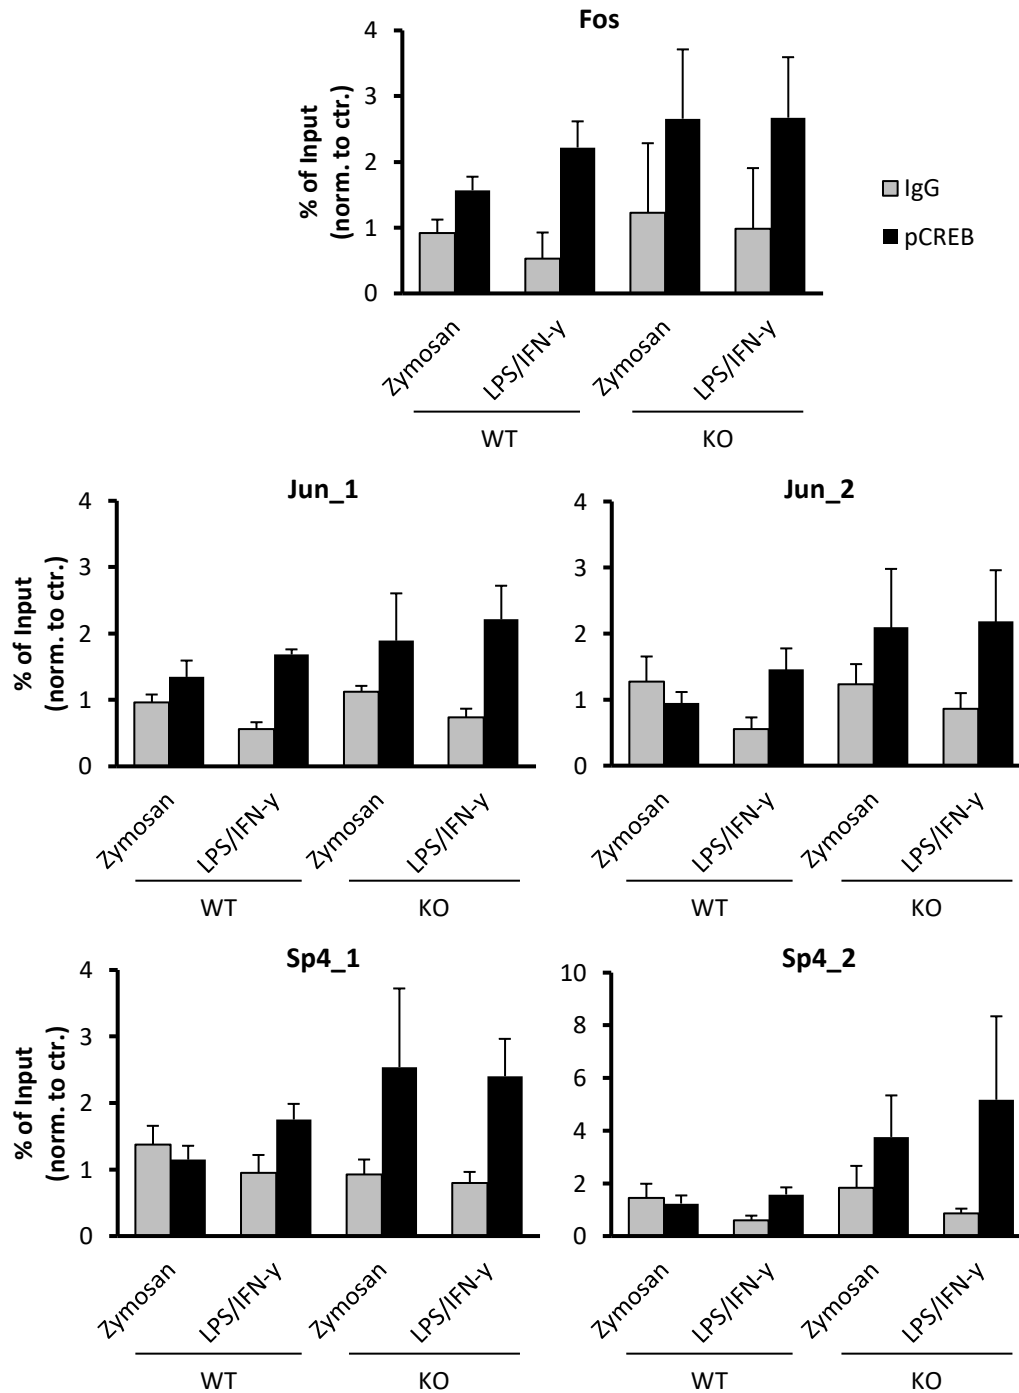 Fos
% of Input
(norm. to ctr.)
4
3
2
1
0
IgG
pCREB
Zymosan
LPS/IFN-y
Zymosan
LPS/IFN-y
WT
KO
Jun_1
% of Input
(norm. to ctr.)
4
3
2
1
0
Zymosan
LPS/IFN-y
Zymosan
LPS/IFN-y
WT
KO
Jun_2
4
3
2
1
0
Zymosan
LPS/IFN-y
Zymosan
LPS/IFN-y
WT
KO
Sp4_1
% of Input
(norm. to ctr.)
4
3
2
1
0
Zymosan
LPS/IFN-y
Zymosan
LPS/IFN-y
WT
KO
Sp4_2
10
8
6
4
2
0
Zymosan
LPS/IFN-y
Zymosan
LPS/IFN-y
WT
KO